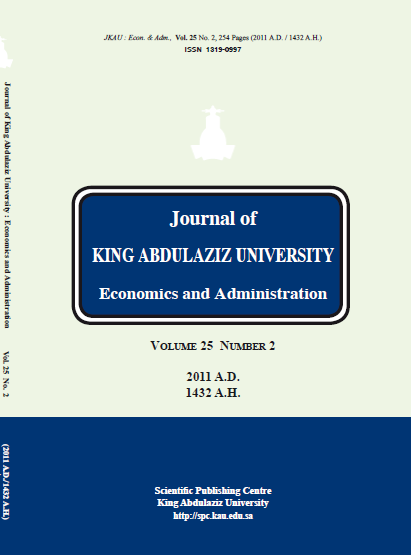 JKAU : Econ. & Adm., Vol. 25 No. 2, 254 Pages (2011 A.D. / 1432 A.H.)
ISSN 1319-0997
Journal of
KING ABDULAZIZ UNIVERSITY
Economics and Administration
VOLUME 25 NUMBER 2
2011 A.D.
1432 A.H.
Scientific Publishing Centre
King Abdulaziz University
http://spc.kau.edu.sa
Journal of King Abdulaziz University : Economics and Administration
Vol. 25 No. 2
(2011 A.D./1432 A.H.)